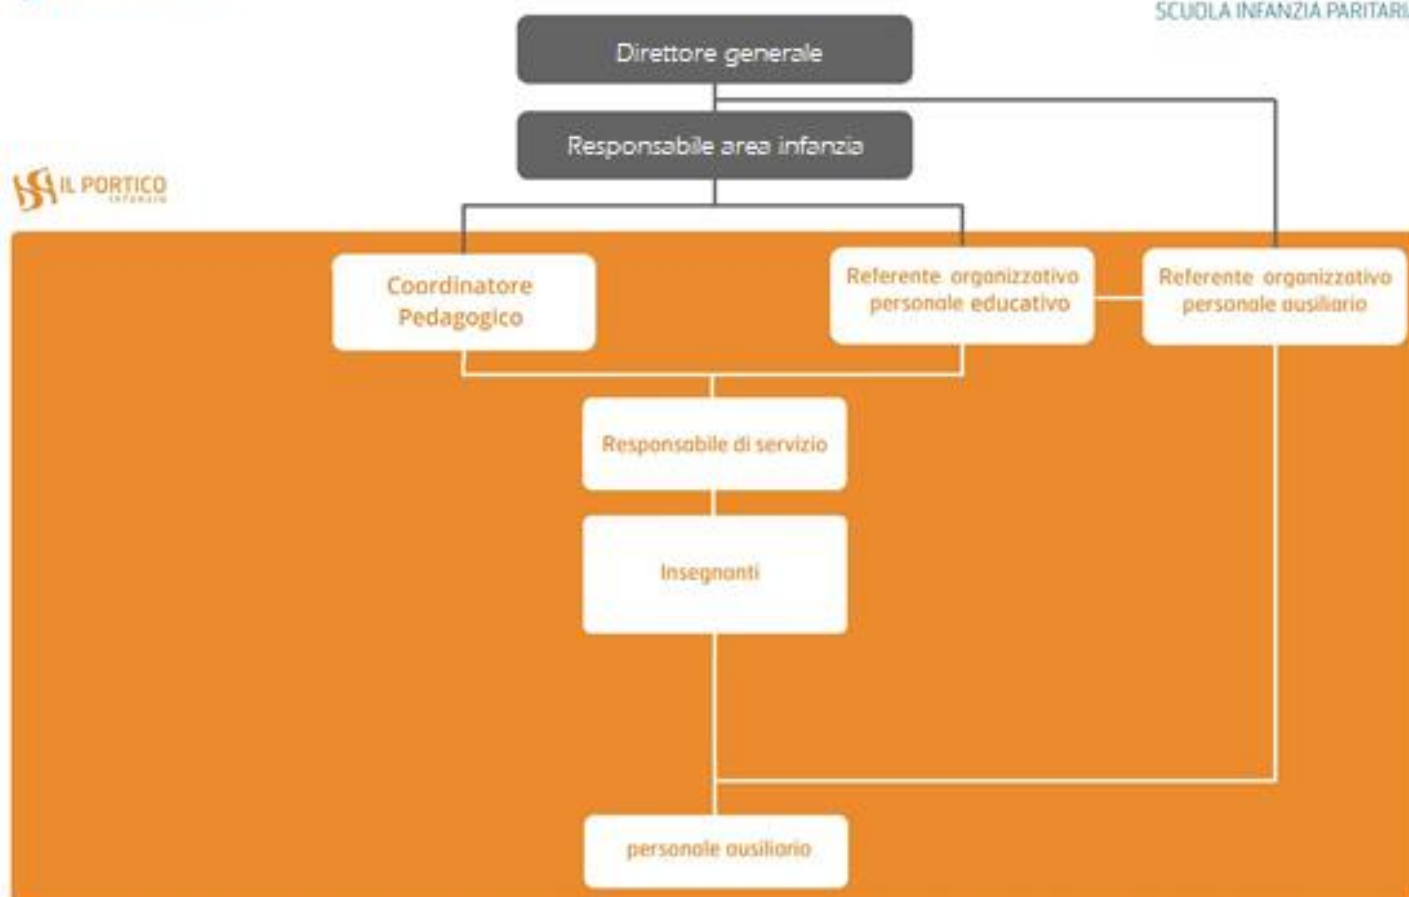 SCUOLA INFANZIA PARITARI
Direttore generale
Responsabile area infanzia
IL PORTICO
INFANZIA
Coordinatore
Pedagogico
Referente organizzativo
personale educativo
Referente organizzativo
personale ausiliario
Responsabile di servizio
Insegnanti
personale ausiliario